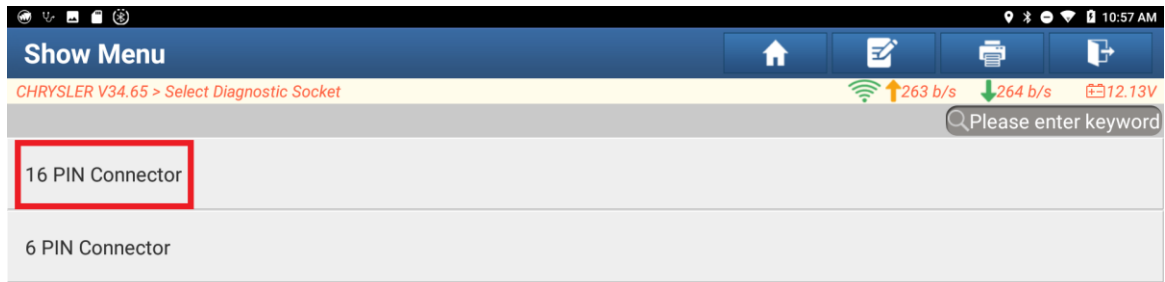 10:57 AM
Show Menu
CHRYSLER V34.65 > Select Diagnostic Socket 263 b/s 264 b/s 12.13V
Please enter keyword
16 PIN Connector
6 PIN Connector